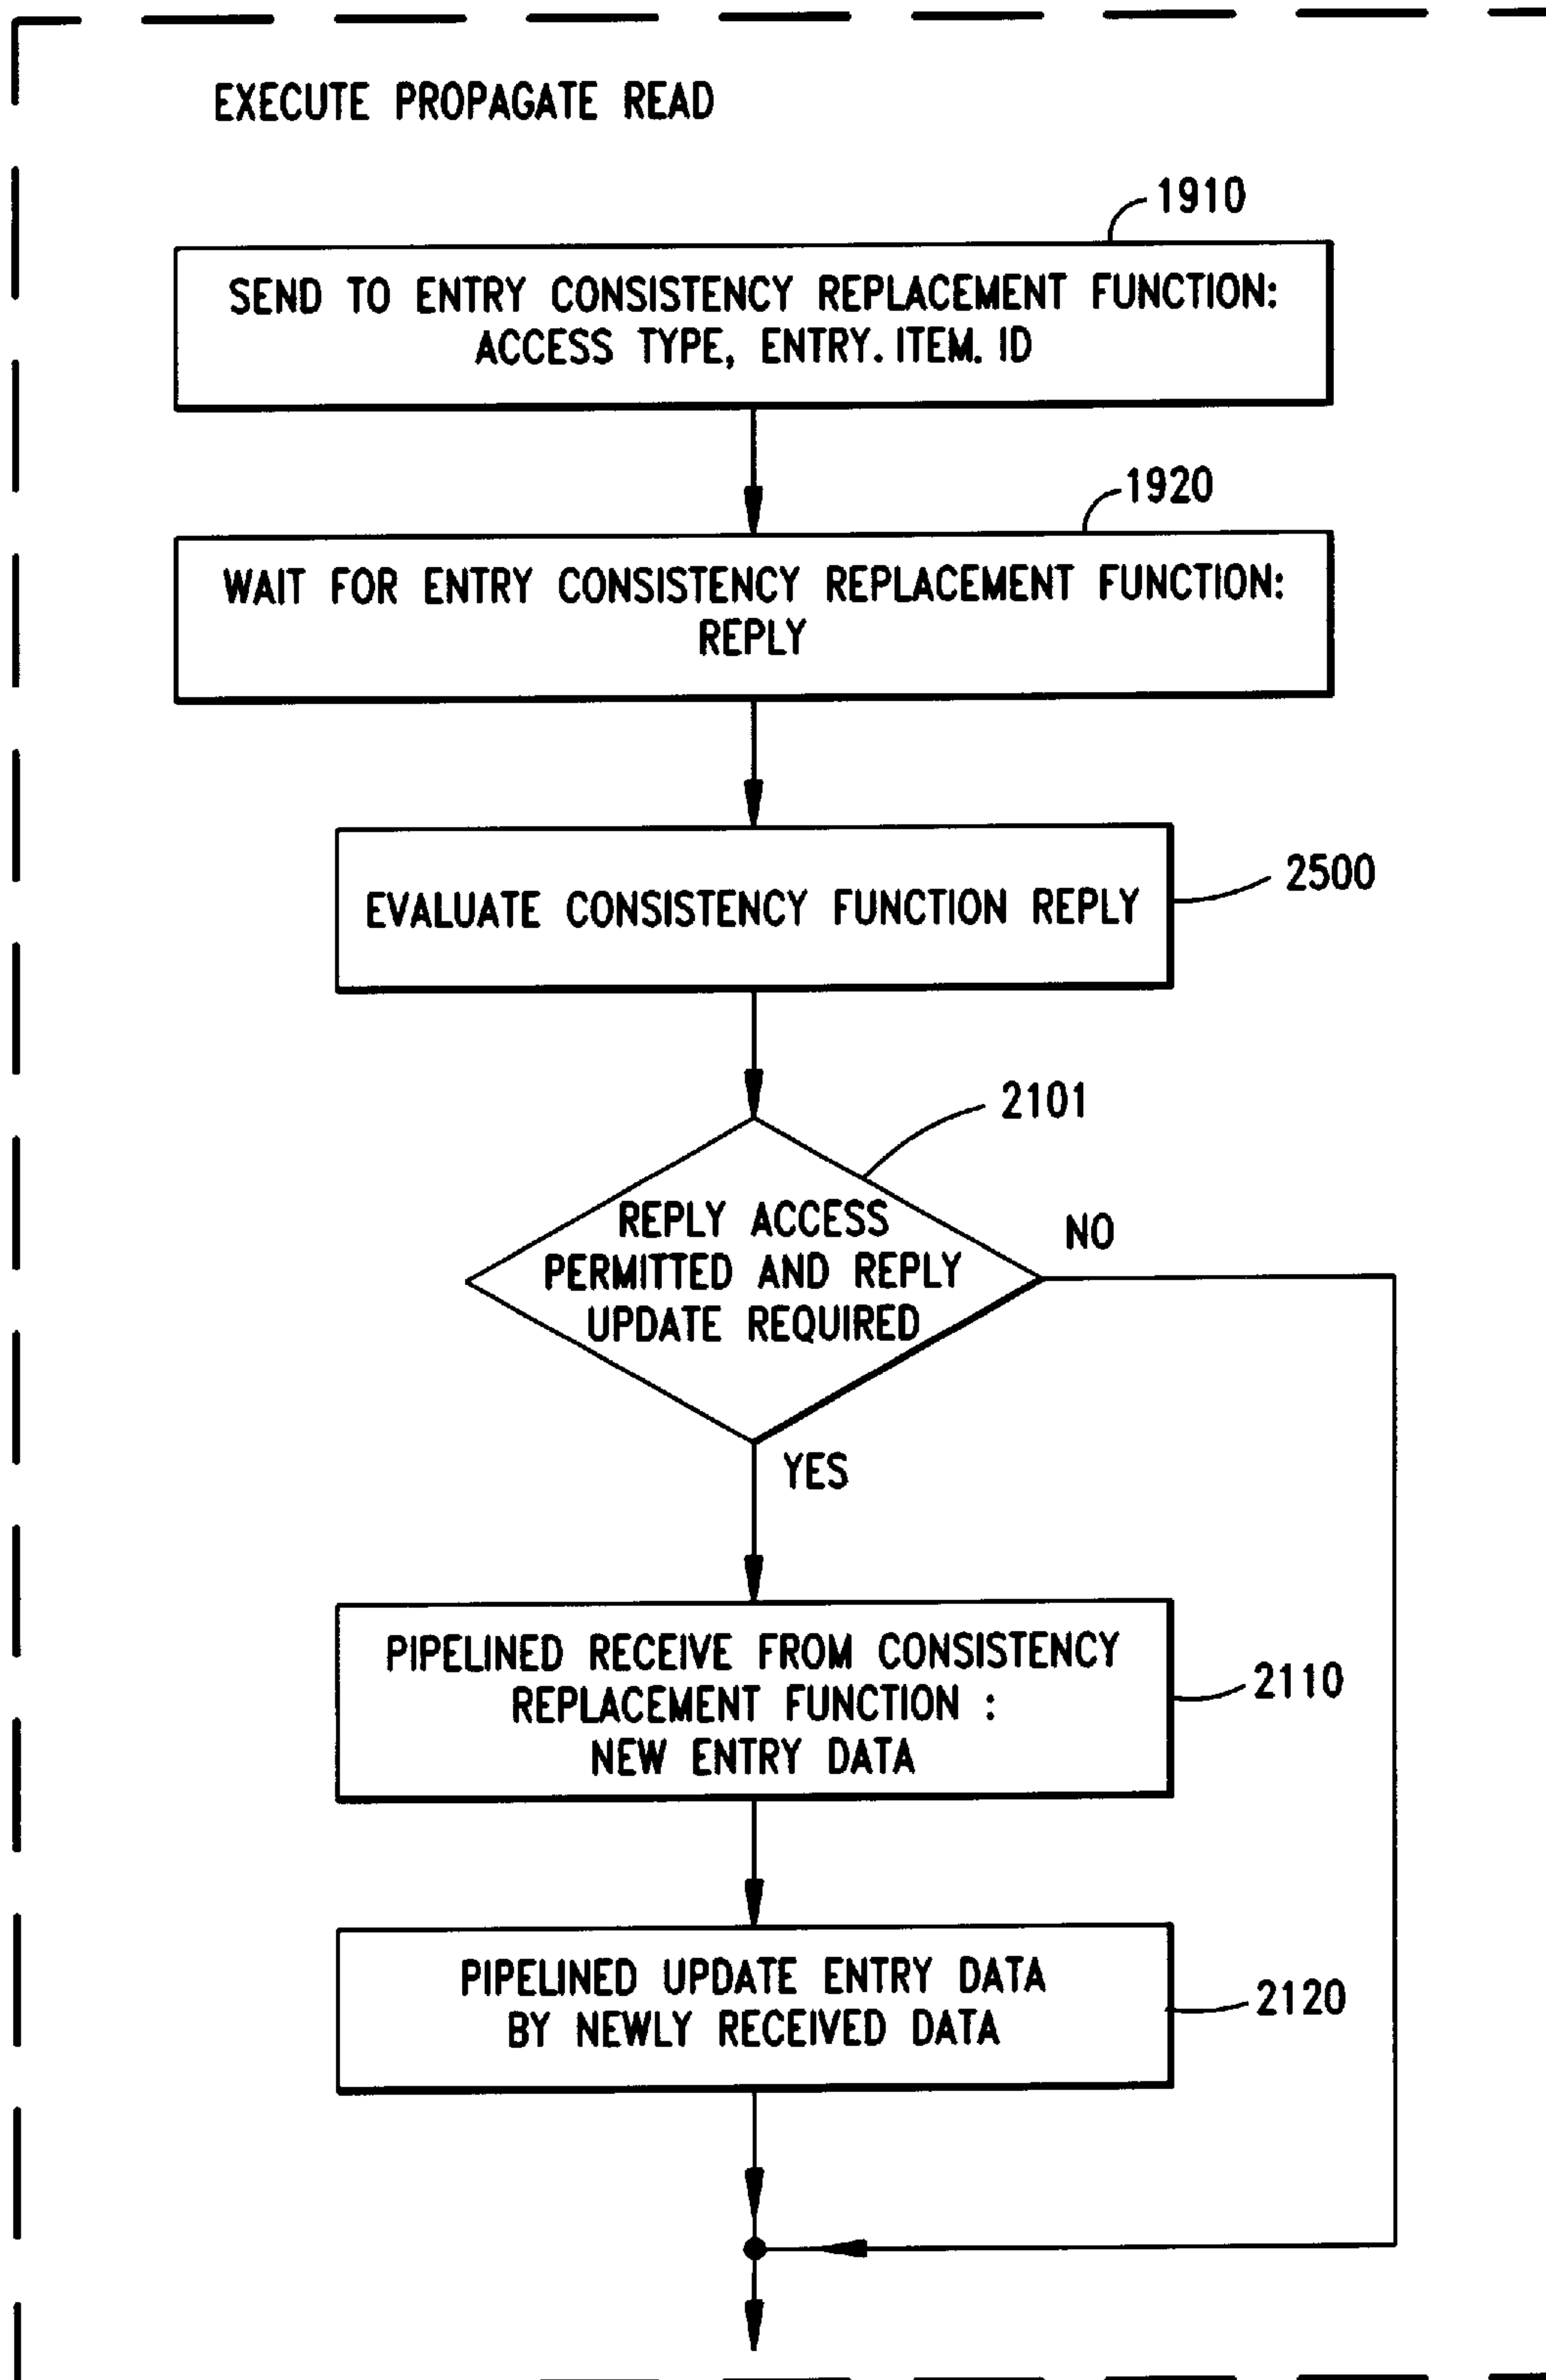 EXECUTE PROPAGATE READ
1910
SEND TO ENTRY CONSISTENCY REPLACEMENT FUNCTION:
ACCESS TYPE, ENTRY. ITEM. ID
1920
WAIT FOR ENTRY CONSISTENCY REPLACEMENT FUNCTION:
REPLY
2500
EVALUATE CONSISTENCY FUNCTION REPLY
2101
REPLY ACCESS
PERMITTED AND REPLY
UPDATE REQUIRED
NO
YES
PIPELINED RECEIVE FROM CONSISTENCY
REPLACEMENT FUNCTION :
NEW ENTRY DATA
2110
PIPELINED UPDATE ENTRY DATA
BY NEWLY RECEIVED DATA
2120